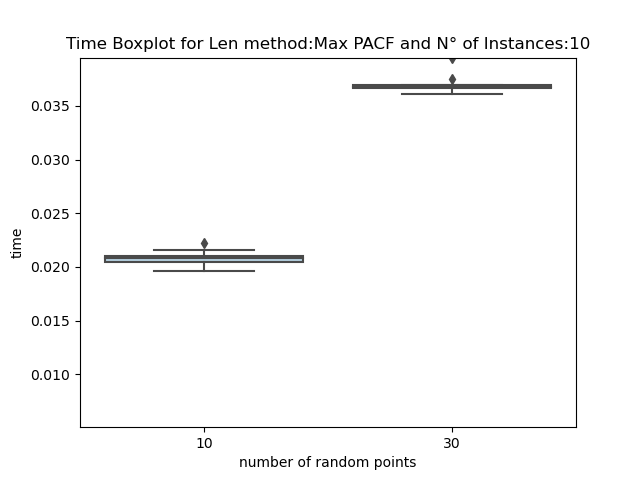 Time Boxplot for Len method:Max PACF and N° of Instances:10
0.035
0.030
0.025
0.020
0.015
0.010
time
10
30
number of random points